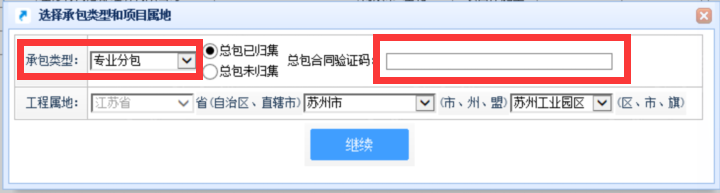 选择承包类型和项目属地
承包类型: 专业分包 总包已归集 总包未归集 总包合同验证码:
工程属地: 江苏省 省(自治区、直辖市) 苏州市 (市、州、盟) 苏州工业园区 (区、市、旗)
继续